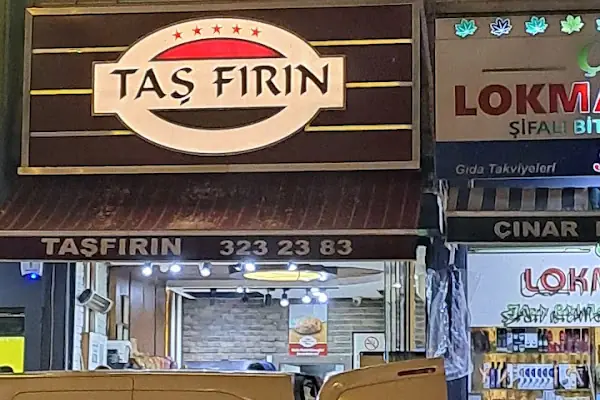 TAŞ FIRIN
TAŞFIRIN 323 23 83
LOKMA
ŞİFALI BİT
Gıda Takviyeleri
ÇINAR
LOKM